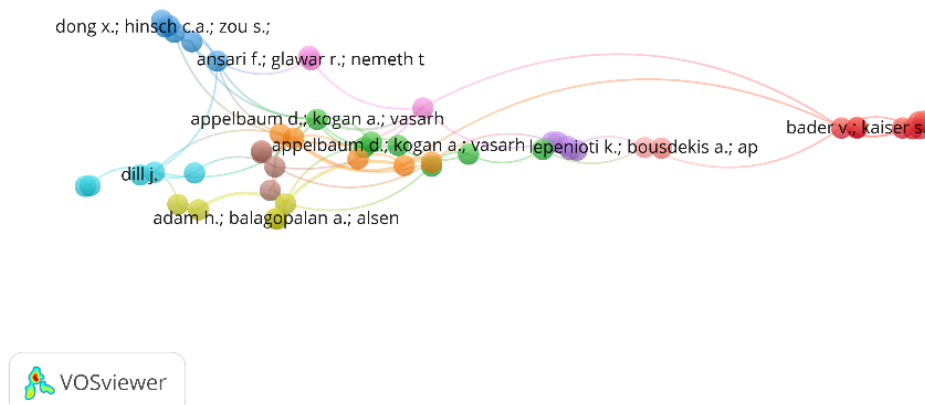 dong x.; hinsch c.a.; zou s.;
ansari f.; glawar r.; nemeth t
appelbaum d.; kogan a.; vasarh
bader v.; kaiser s.
appelbaum d.; kogan a.; vasarh
lepenioti k.; bousdekis a.; ap
dill j.
adam h.; balagopalan a.; alsen
VOSviewer